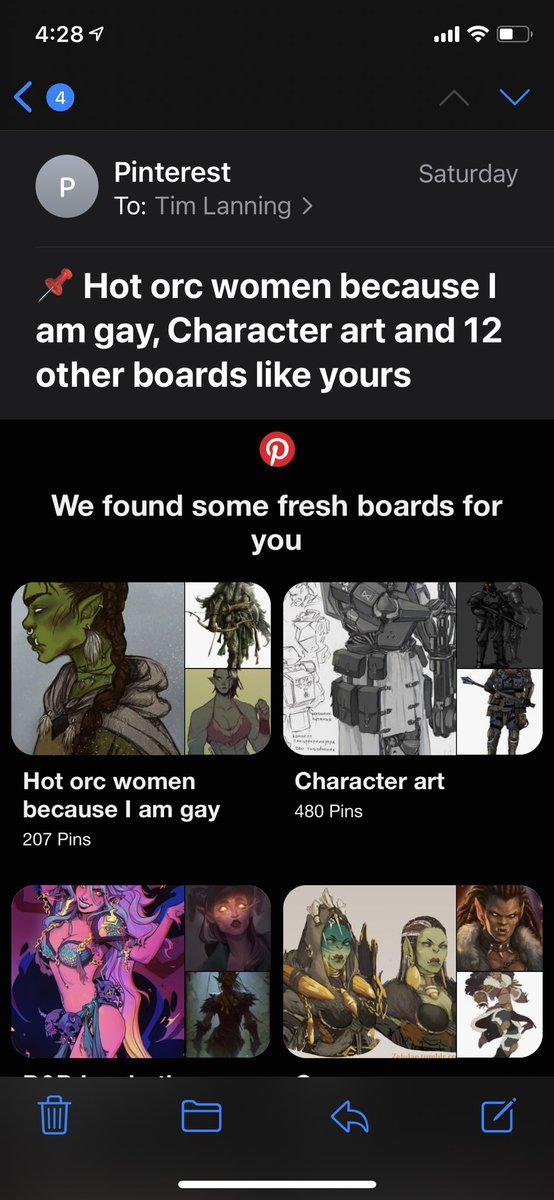 4:28
4
P
Pinterest
Saturday
To: Tim Lanning
📌 Hot orc women because I
am gay, Character art and 12
other boards like yours
We found some fresh boards for
you
Hot orc women
because I am gay
207 Pins
Character art
480 Pins